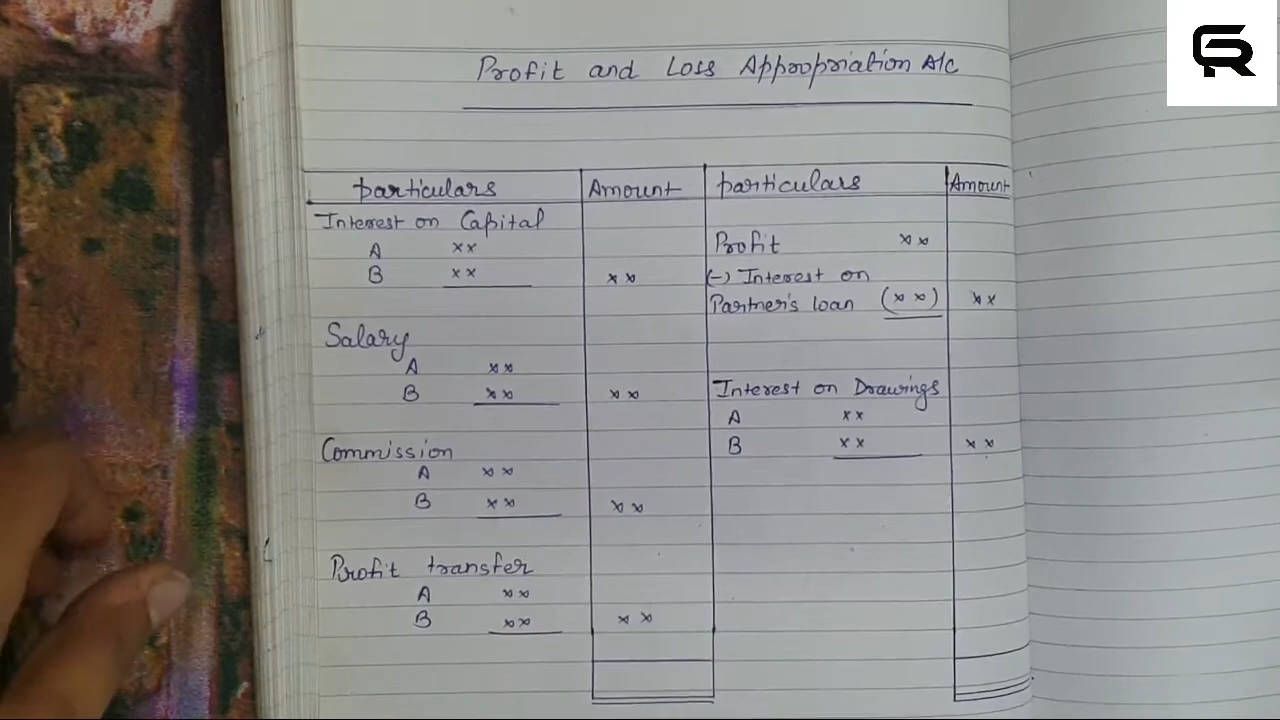 Profit and Loss Appropriation A/c
particulars Amount particulars Amount
Interest on Capital
A xx
B xx xx
Salary
A xx
B xx xx
Commission
A xx
B xx xx
Profit transfer
A xx
B xx xx
Profit xx
(-) Interest on
Partner's loan (xx) xx
Interest on Drawings
A xx
B xx xx
GR